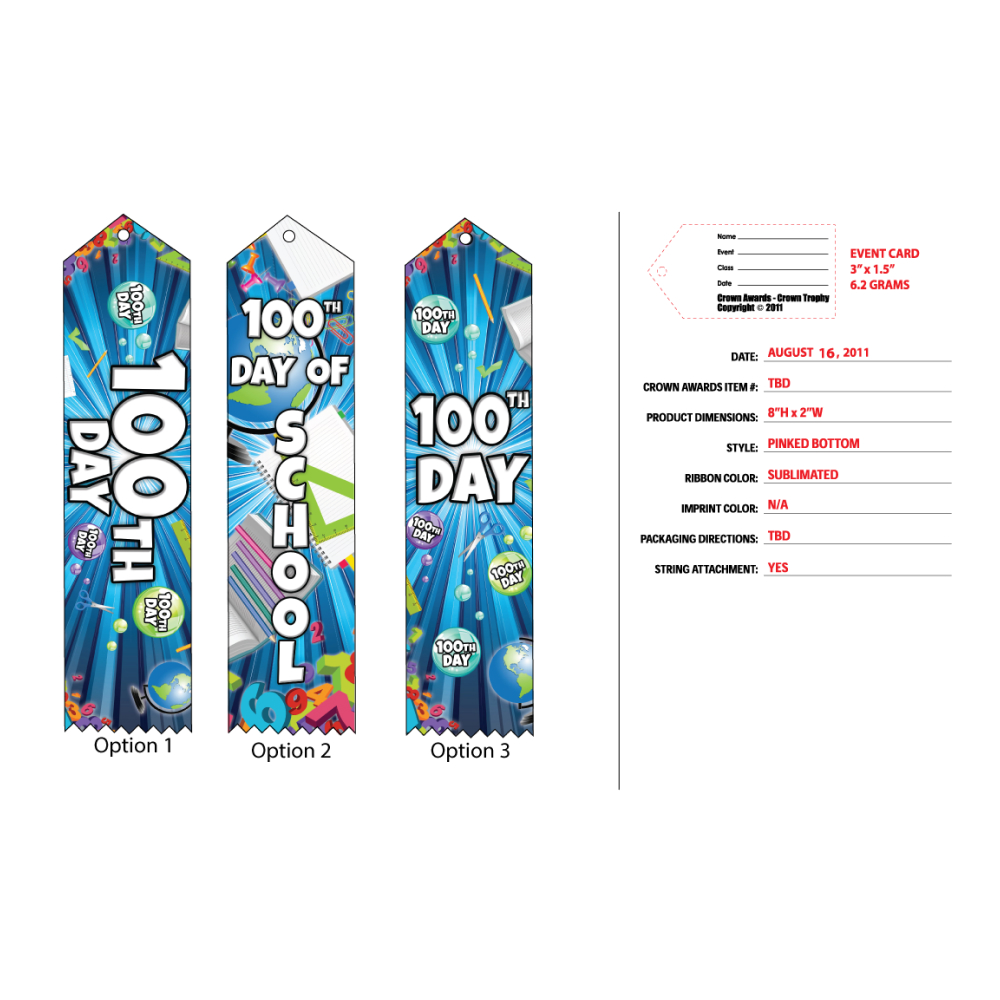 100TH
DAY
100TH
DAY
100TH
DAY
100TH
DAY
Option 1
100TH
DAY OF
SCHOOL
Option 2
100TH
DAY
100TH
DAY
100TH
DAY
100TH
DAY
100TH
DAY
Option 3
Name
Event
Class
Date
Crown Awards - Crown Trophy
Copyright © 2011
EVENT CARD
3" x 1.5"
6.2 GRAMS
DATE: AUGUST 16, 2011
CROWN AWARDS ITEM #: TBD
PRODUCT DIMENSIONS: 8"H x 2"W
STYLE: PINKED BOTTOM
RIBBON COLOR: SUBLIMATED
IMPRINT COLOR: N/A
PACKAGING DIRECTIONS: TBD
STRING ATTACHMENT: YES